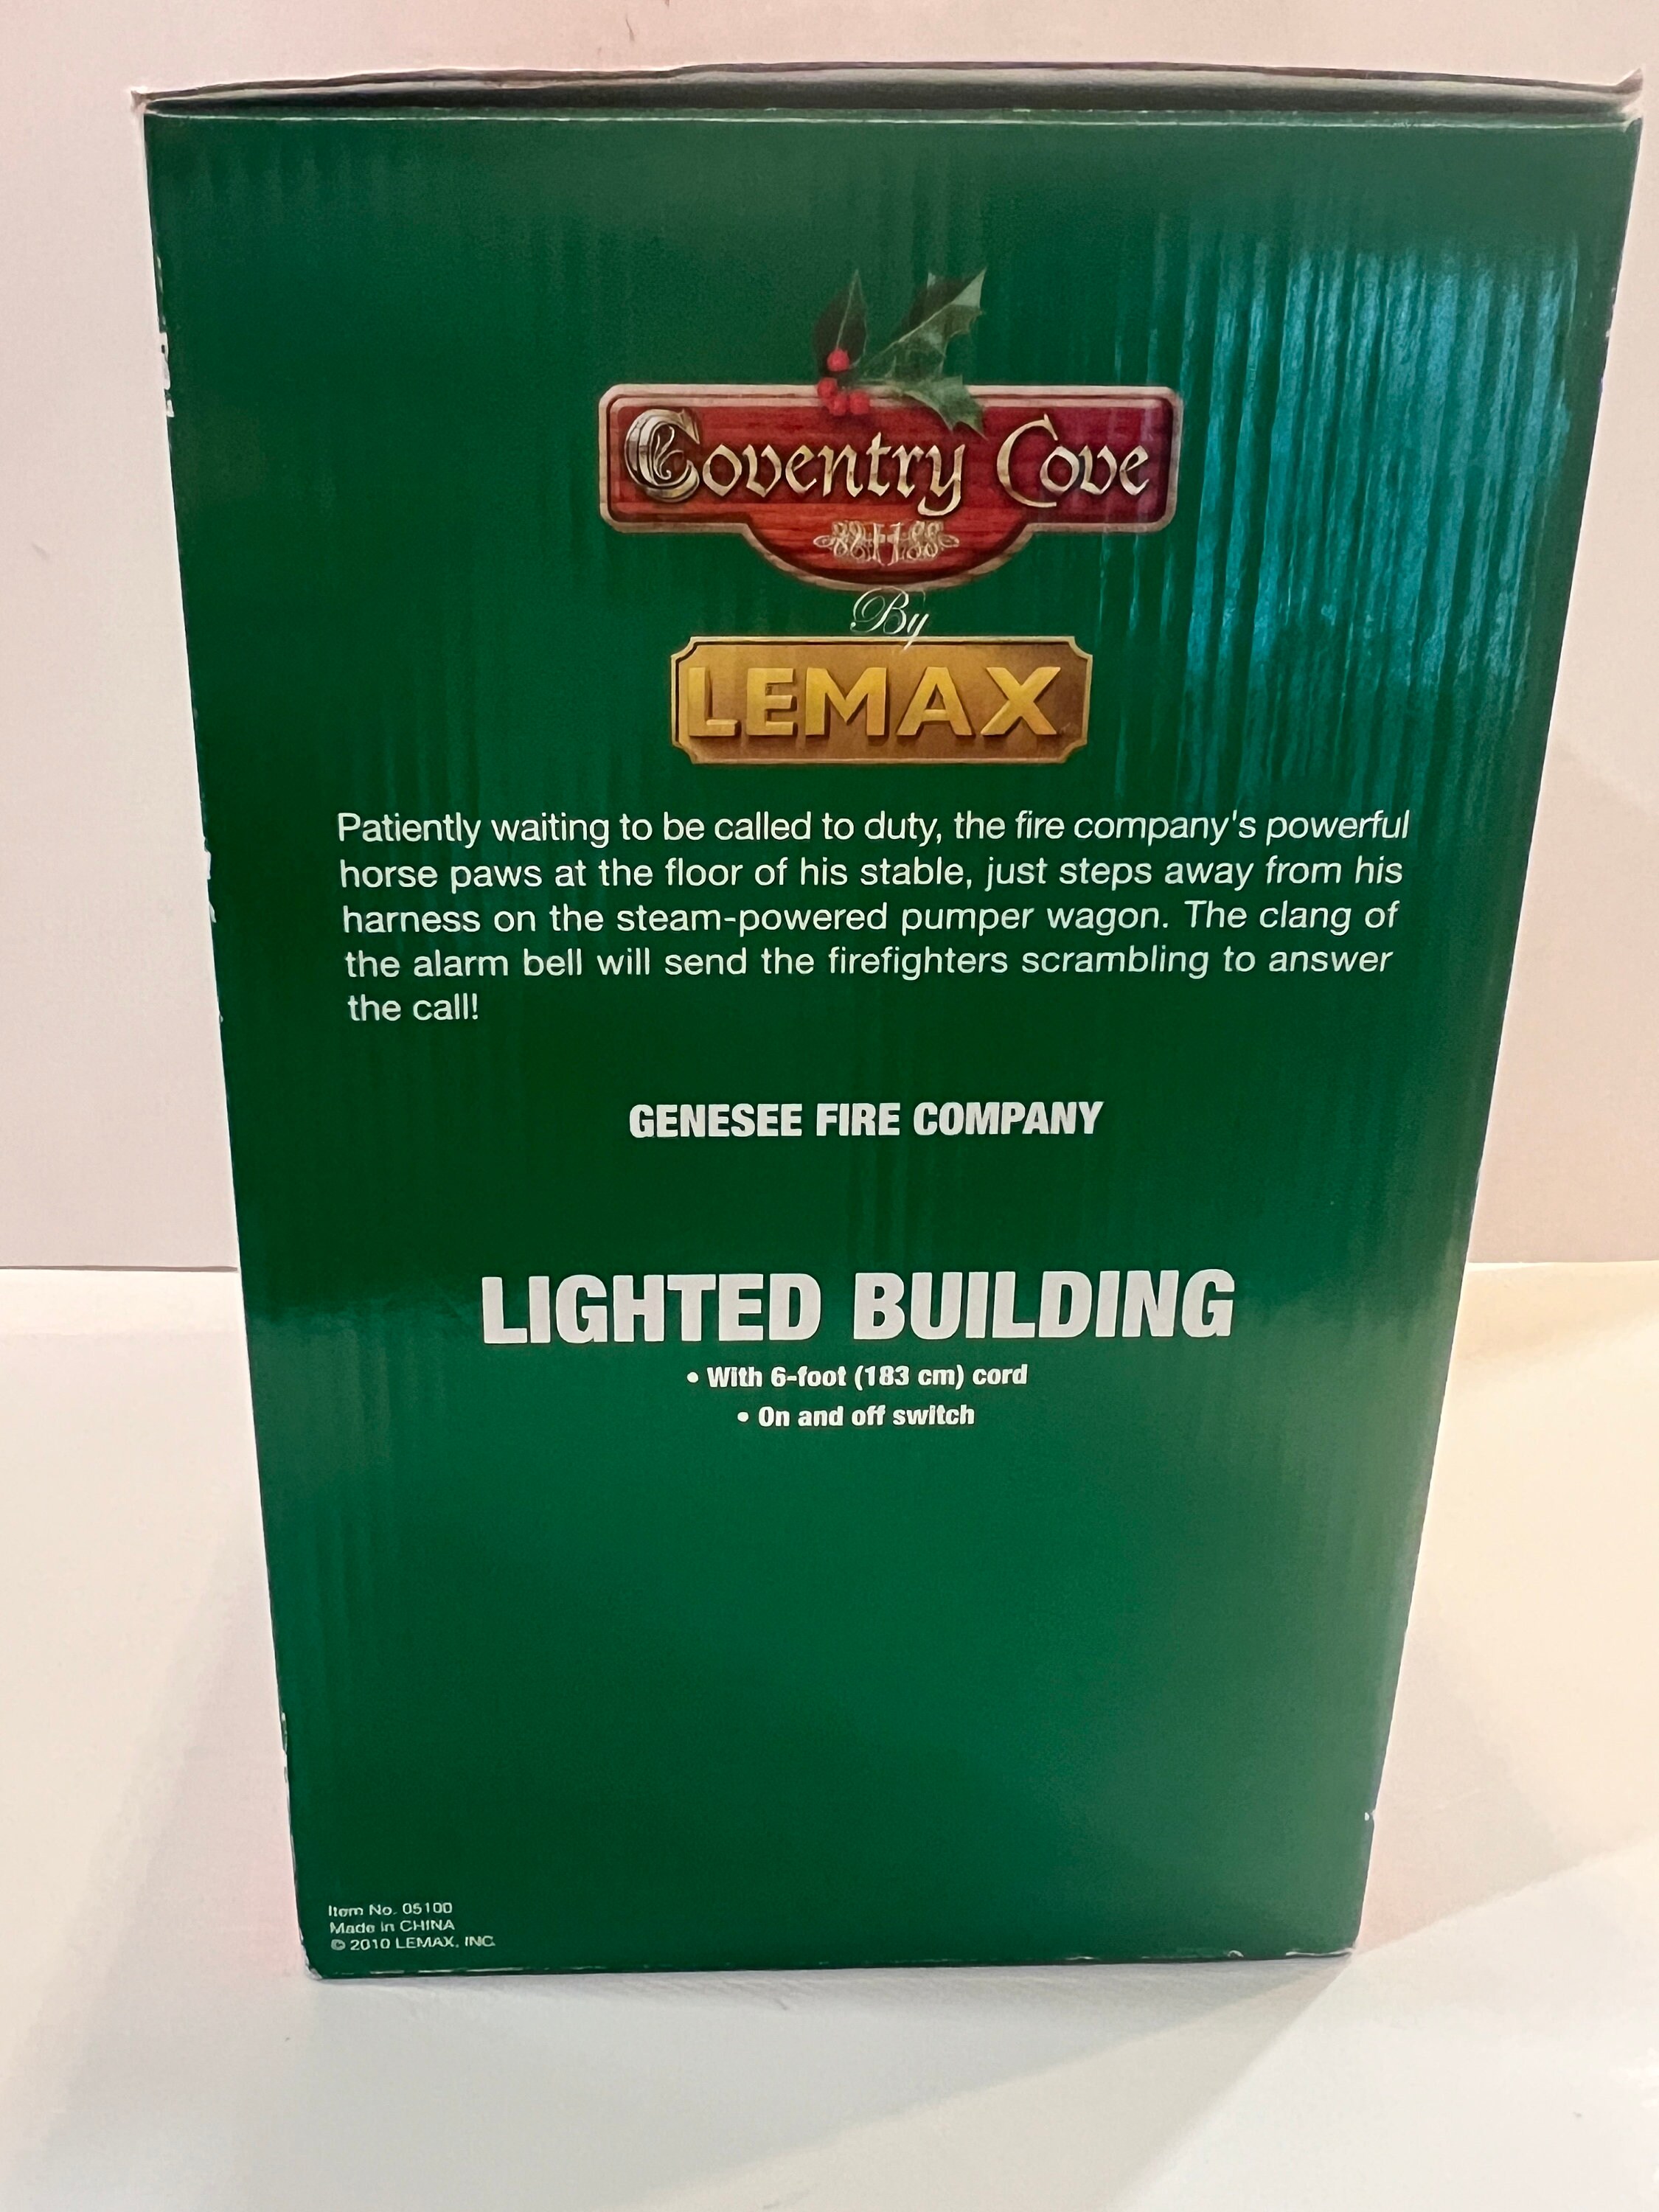 Coventry Cove
By
LEMAX
Patiently waiting to be called to duty, the fire company's powerful
horse paws at the floor of his stable, just steps away from his
harness on the steam-powered pumper wagon. The clang of
the alarm bell will send the firefighters scrambling to answer
the call!
GENESEE FIRE COMPANY
LIGHTED BUILDING
• With 6-foot (183 cm) cord
• On and off switch
Item No. 05100
Made in CHINA
© 2010 LEMAX, INC.